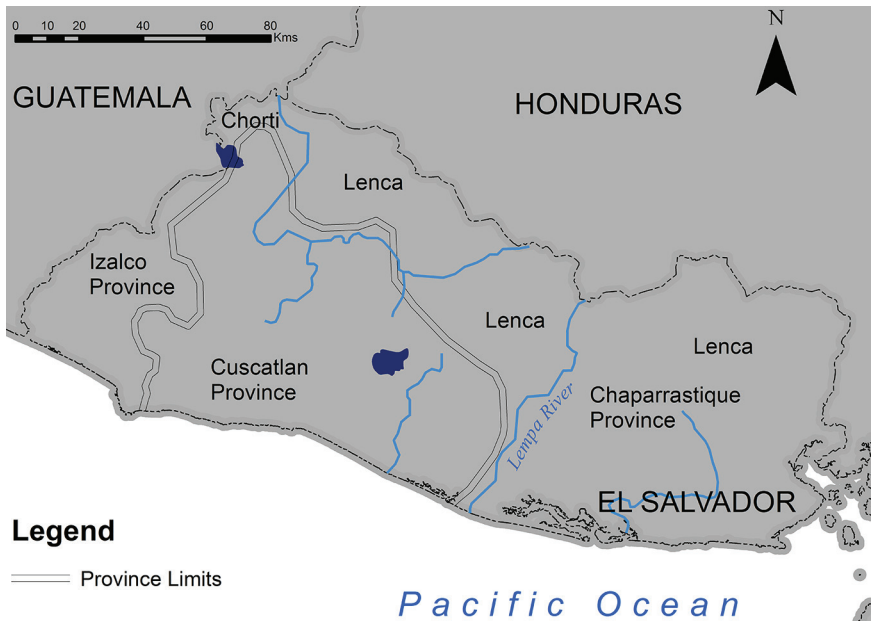 0 10 20 40 60 80
Kms
N
GUATEMALA
HONDURAS
Chorti
Lenca
Izalco
Province
Lenca
Lenca
Cuscatlan
Province
Chaparrastique
Province
Lempa River
EL SALVADOR
Legend
Province Limits
Pacific Ocean